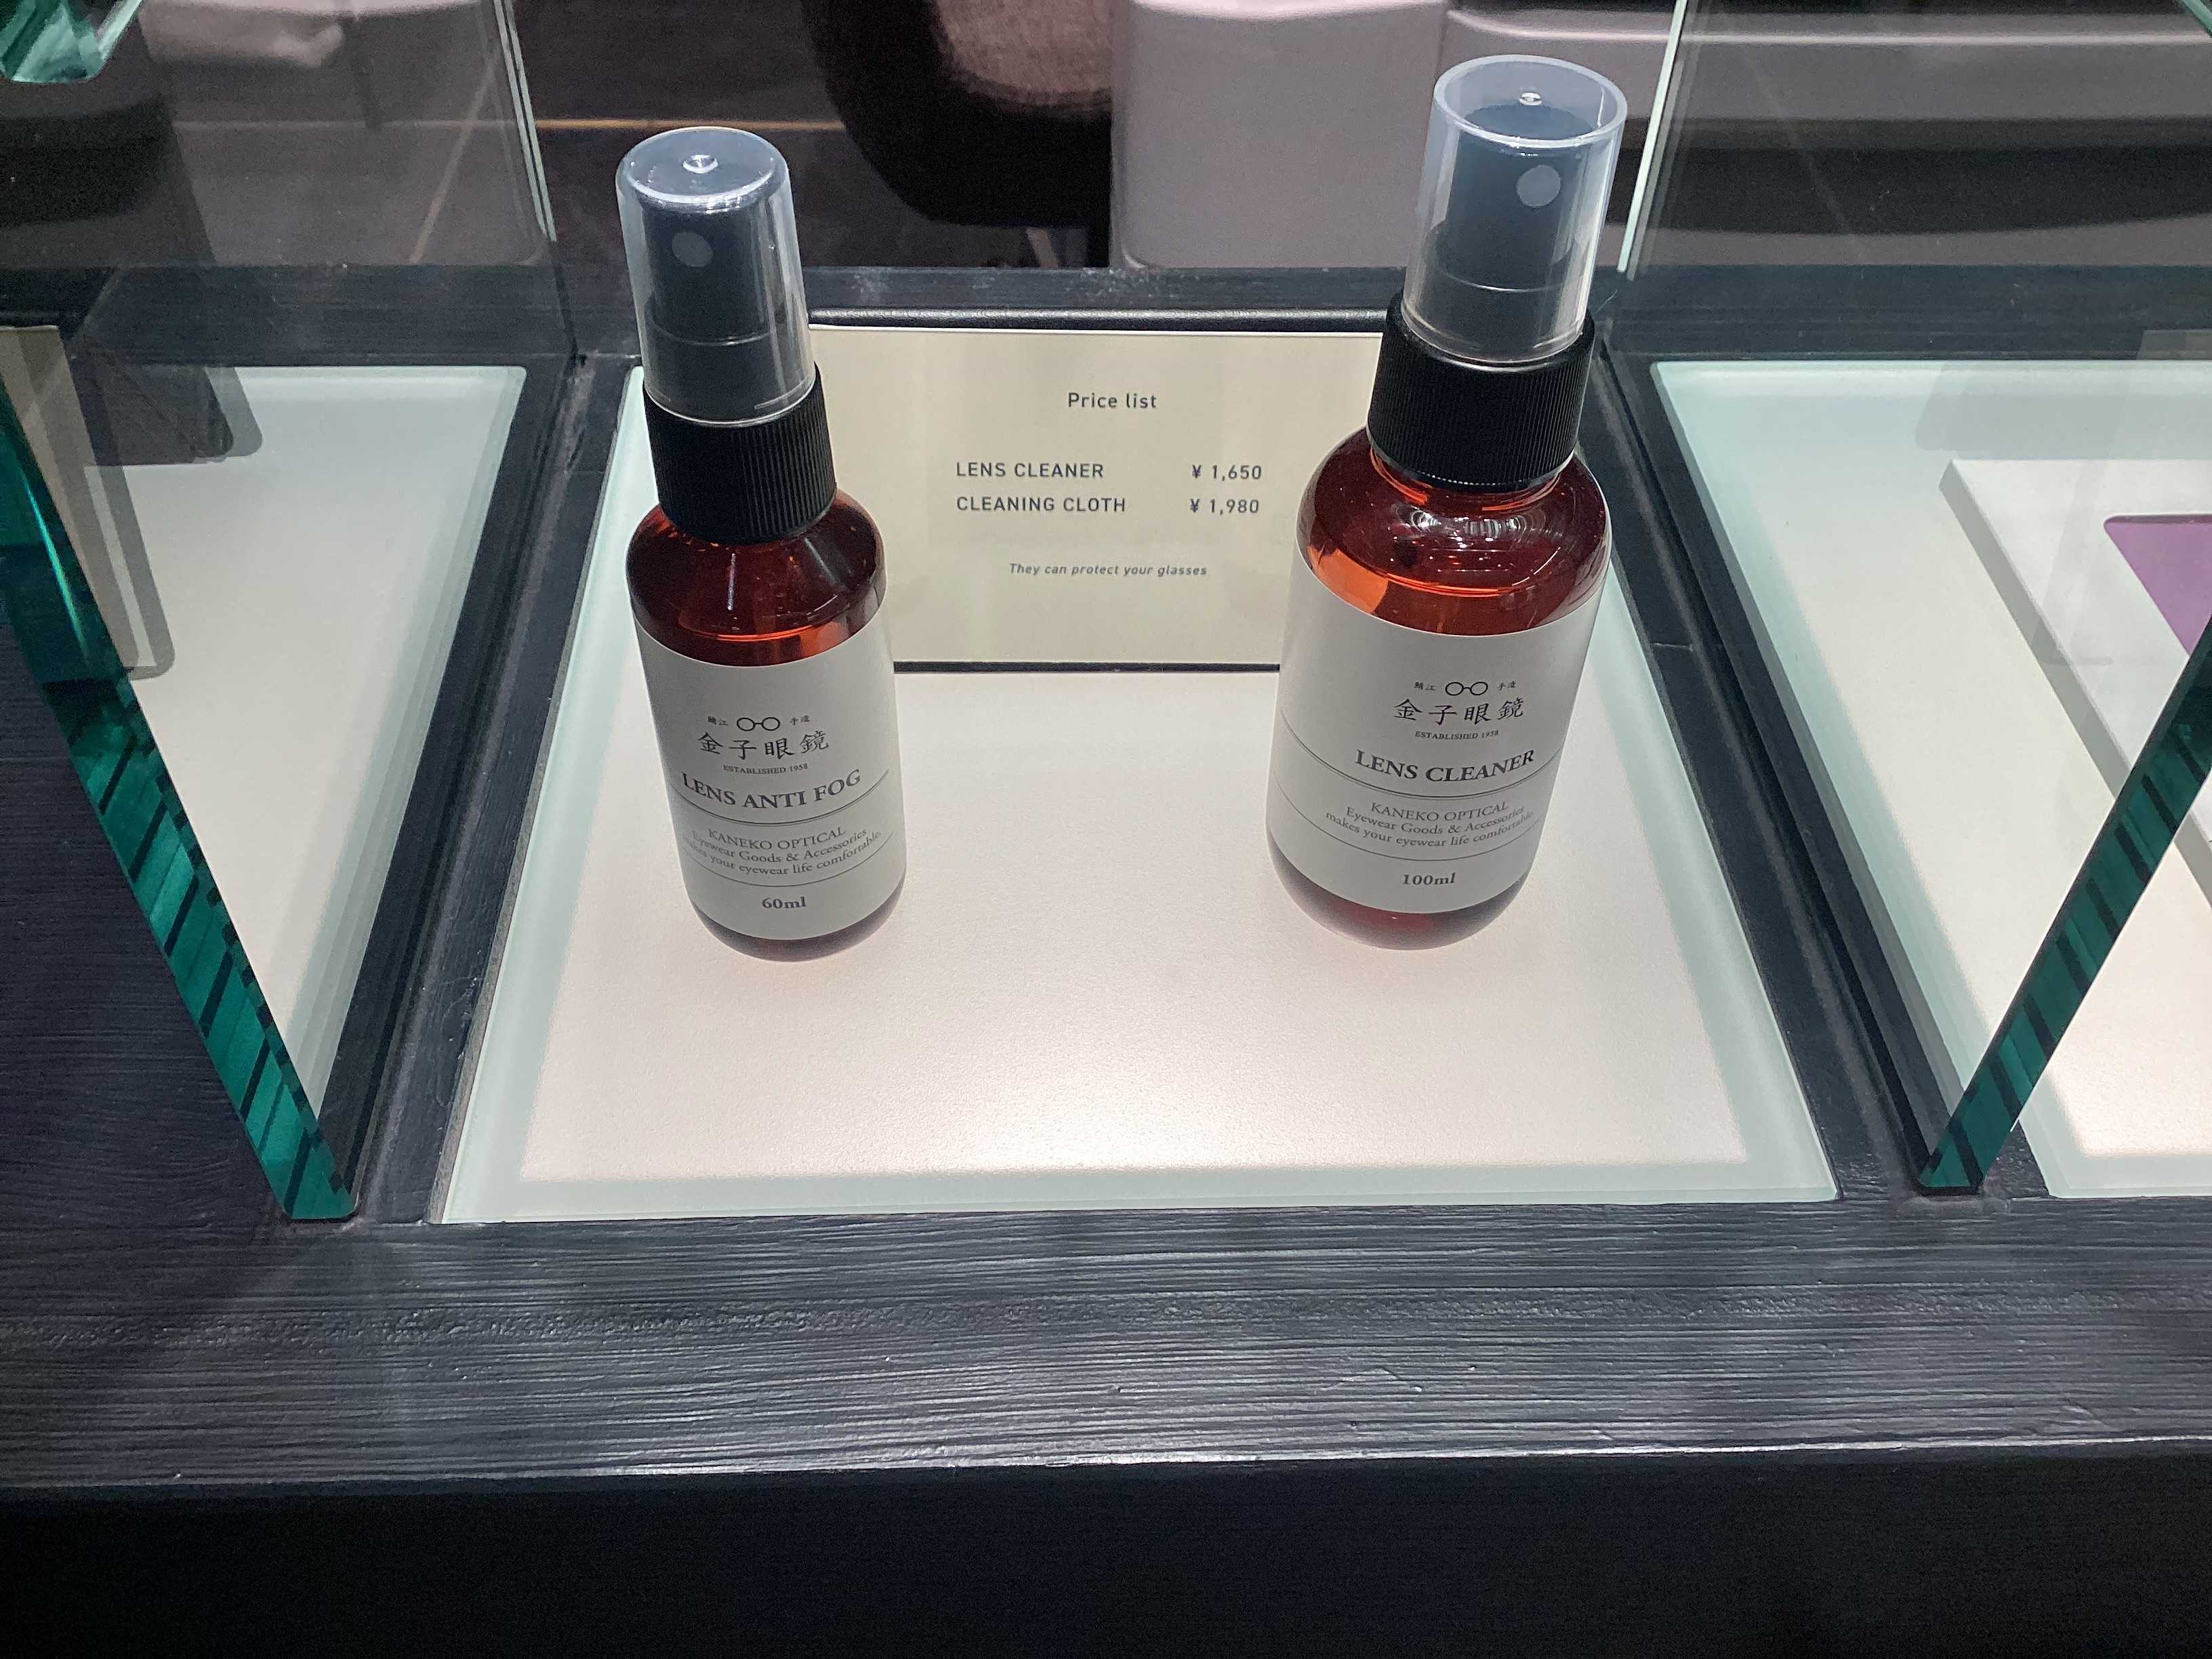 Price list
LENS CLEANER ¥ 1,650
CLEANING CLOTH ¥ 1,980
They can protect your glasses
鯖江 手造
金子眼鏡
ESTABLISHED 1958
LENS ANTI FOG
KANEKO OPTICAL
Eyewear Goods & Accessories
makes your eyewear life comfortable.
60ml
鯖江 手造
金子眼鏡
ESTABLISHED 1958
LENS CLEANER
KANEKO OPTICAL
Eyewear Goods & Accessories
makes your eyewear life comfortable.
100ml